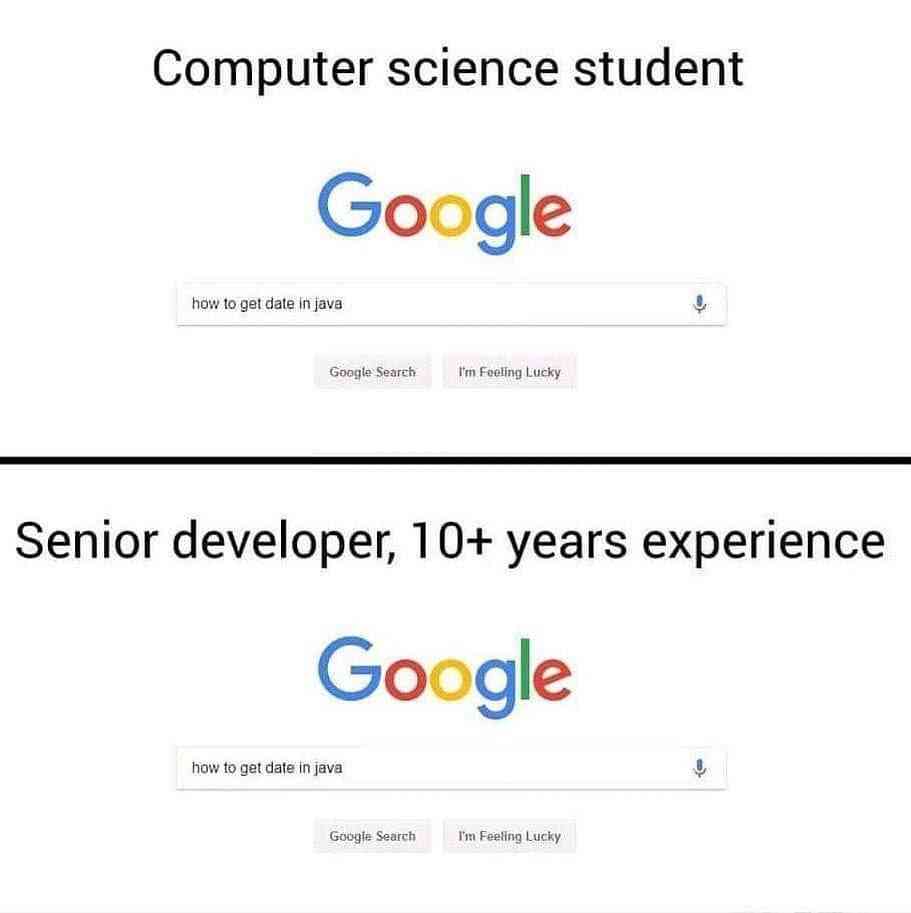 Computer science student
Google
how to get date in java
Google Search I'm Feeling Lucky
Senior developer, 10+ years experience
Google
how to get date in java
Google Search I'm Feeling Lucky